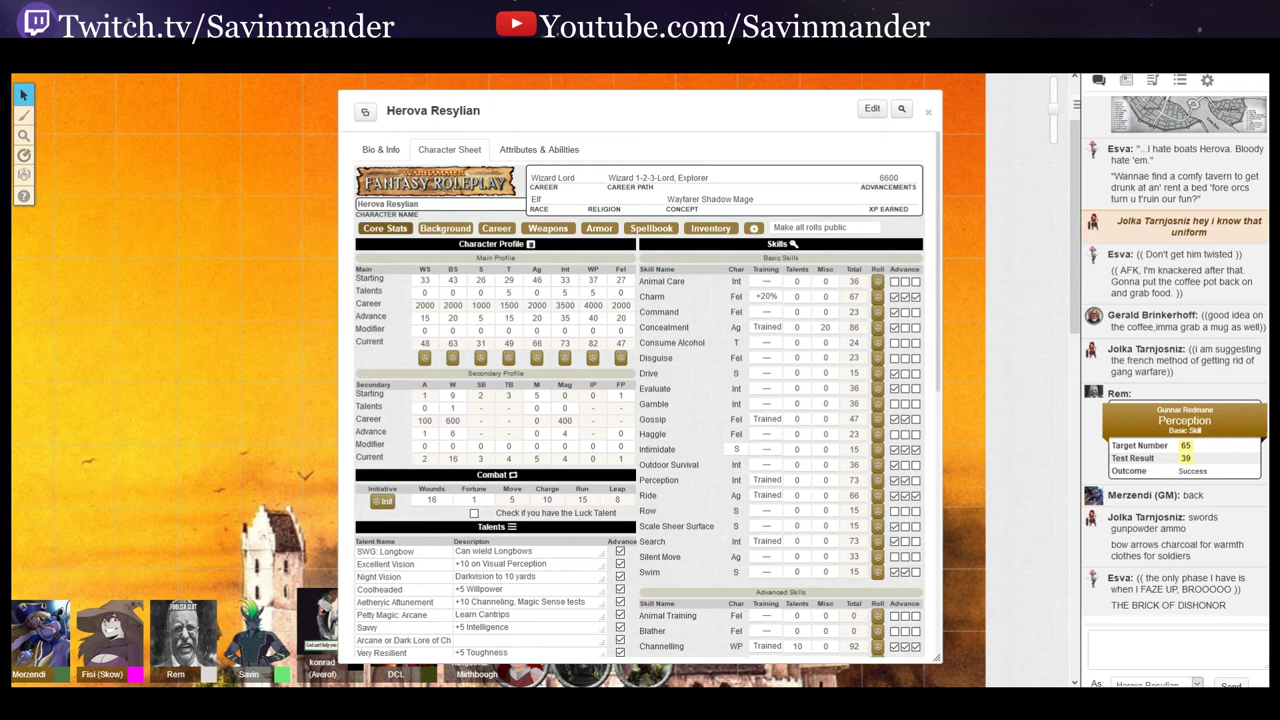 Twitch.tv/Savinmander
Youtube.com/Savinmander
Herova Resylian
Edit
Bio & Info
Character Sheet
Attributes & Abilities
WARHAMMER
FANTASY ROLEPLAY
Wizard Lord Wizard 1-2-3-Lord, Explorer 6600
CAREER CAREER PATH ADVANCEMENTS
Elf Wayfarer Shadow Mage
RACE RELIGION CONCEPT XP EARNED
Herova Resylian
CHARACTER NAME
Core Stats Background Career Weapons Armor Spellbook Inventory Make all rolls public
Character Profile
Main Profile
Main WS BS S T Ag Int WP Fel
Starting 33 43 26 29 46 33 37 27
Talents 0 0 0 5 0 5 5 0
Career 2000 2000 1000 1500 2000 3500 4000 2000
Advance 15 20 5 15 20 35 40 20
Modifier 0 0 0 0 0 0 0 0
Current 48 63 31 49 66 73 82 47
Secondary Profile
Secondary A W SB TB M Mag IP FP
Starting 1 9 2 3 5 0 0 1
Talents 0 1 - - 0 - - -
Career 100 600 - - - 400 - -
Advance 1 6 - - 0 4 - 0
Modifier 0 0 - - 0 0 - 0
Current 2 16 3 4 5 4 0 1
Combat
Initiative Wounds Fortune Move Charge Run Leap
Init 16 1 5 10 15 8
Check if you have the Luck Talent
Talents
Talent Name Descripton Advance
SWG: Longbow Can wield Longbows
Excellent Vision +10 on Visual Perception
Night Vision Darkvision to 10 yards
Coolheaded +5 Willpower
Aetheryic Attunement +10 Channeling, Magic Sense tests
Petty Magic: Arcane Learn Cantrips
Savvy +5 Intelligence
Arcane or Dark Lore of Ch
Very Resilient +5 Toughness
Skills
Basic Skills
Skill Name Char Training Talents Misc Total Roll Advance
Animal Care Int — 0 0 36
Charm Fel +20% 0 0 67
Command Fel — 0 0 23
Concealment Ag Trained 0 20 86
Consume Alcohol T — 0 0 24
Disguise Fel — 0 0 23
Drive S — 0 0 15
Evaluate Int — 0 0 36
Gamble Int — 0 0 36
Gossip Fel Trained 0 0 47
Haggle Fel — 0 0 23
Intimidate S — 0 0 15
Outdoor Survival Int — 0 0 36
Perception Int Trained 0 0 73
Ride Ag Trained 0 0 66
Row S — 0 0 15
Scale Sheer Surface S — 0 0 15
Search Int Trained 0 0 73
Silent Move Ag — 0 0 33
Swim S — 0 0 15
Advanced Skills
Skill Name Char Training Talents Misc Total Roll Advance
Animal Training Fel — 0 0 0
Blather Fel — 0 0 0
Channelling WP Trained 10 0 92
Esva: "...I hate boats Herova. Bloody
hate 'em."
"Wannae find a comfy tavern to
get drunk at an' rent a bed 'fore orcs
turn u f'ruin our fun?"
Jolka Tarnjosniz hey i know that
uniform
Esva: (( Don't get him twisted ))
(( AFK, I'm knackered after that.
Gonna put the coffee pot back on
and grab food. ))
Gerald Brinkerhoff: ((good idea on
the coffee,imma grab a mug as well))
Jolka Tarnjosniz: ((i am suggesting
the french method of getting rid of
gang warfare))
Rem:
Gunnar Redmane
Perception
Basic Skill
Target Number 65
Test Result 39
Outcome Success
Merzendi (GM): back
Jolka Tarnjosniz: swords
gunpowder ammo
bow arrows charcoal for warmth
clothes for soldiers
Esva: (( the only phase I have is
when I FAZE UP, BROOOOO ))
THE BRICK OF DISHONOR
As: Herova Resylian Send
FOOLISH SLUT
Merzendi
Fisi (Skow)
Rem
Savin
konrad
(Averof)
DCL
Mirthbough